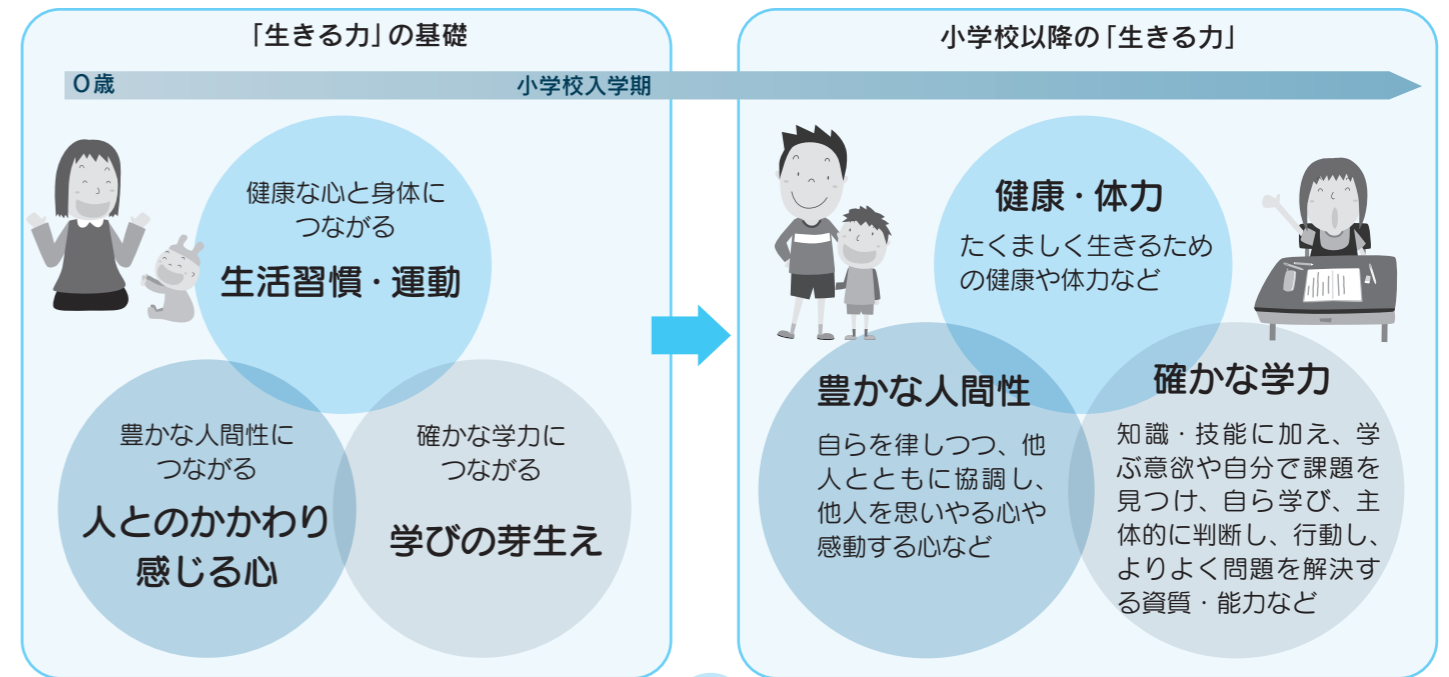 「生きる力」の基礎
0歳
小学校入学期
健康な心と身体に
つながる
生活習慣・運動
豊かな人間性に
つながる
人とのかかわり
感じる心
確かな学力に
つながる
学びの芽生え
小学校以降の「生きる力」
健康・体力
たくましく生きるため
の健康や体力など
豊かな人間性
自らを律しつつ、他
人とともに協調し、
他人を思いやる心や
感動する心など
確かな学力
知識・技能に加え、学
ぶ意欲や自分で課題を
見つけ、自ら学び、主
体的に判断し、行動し、
よりよく問題を解決す
る資質・能力など